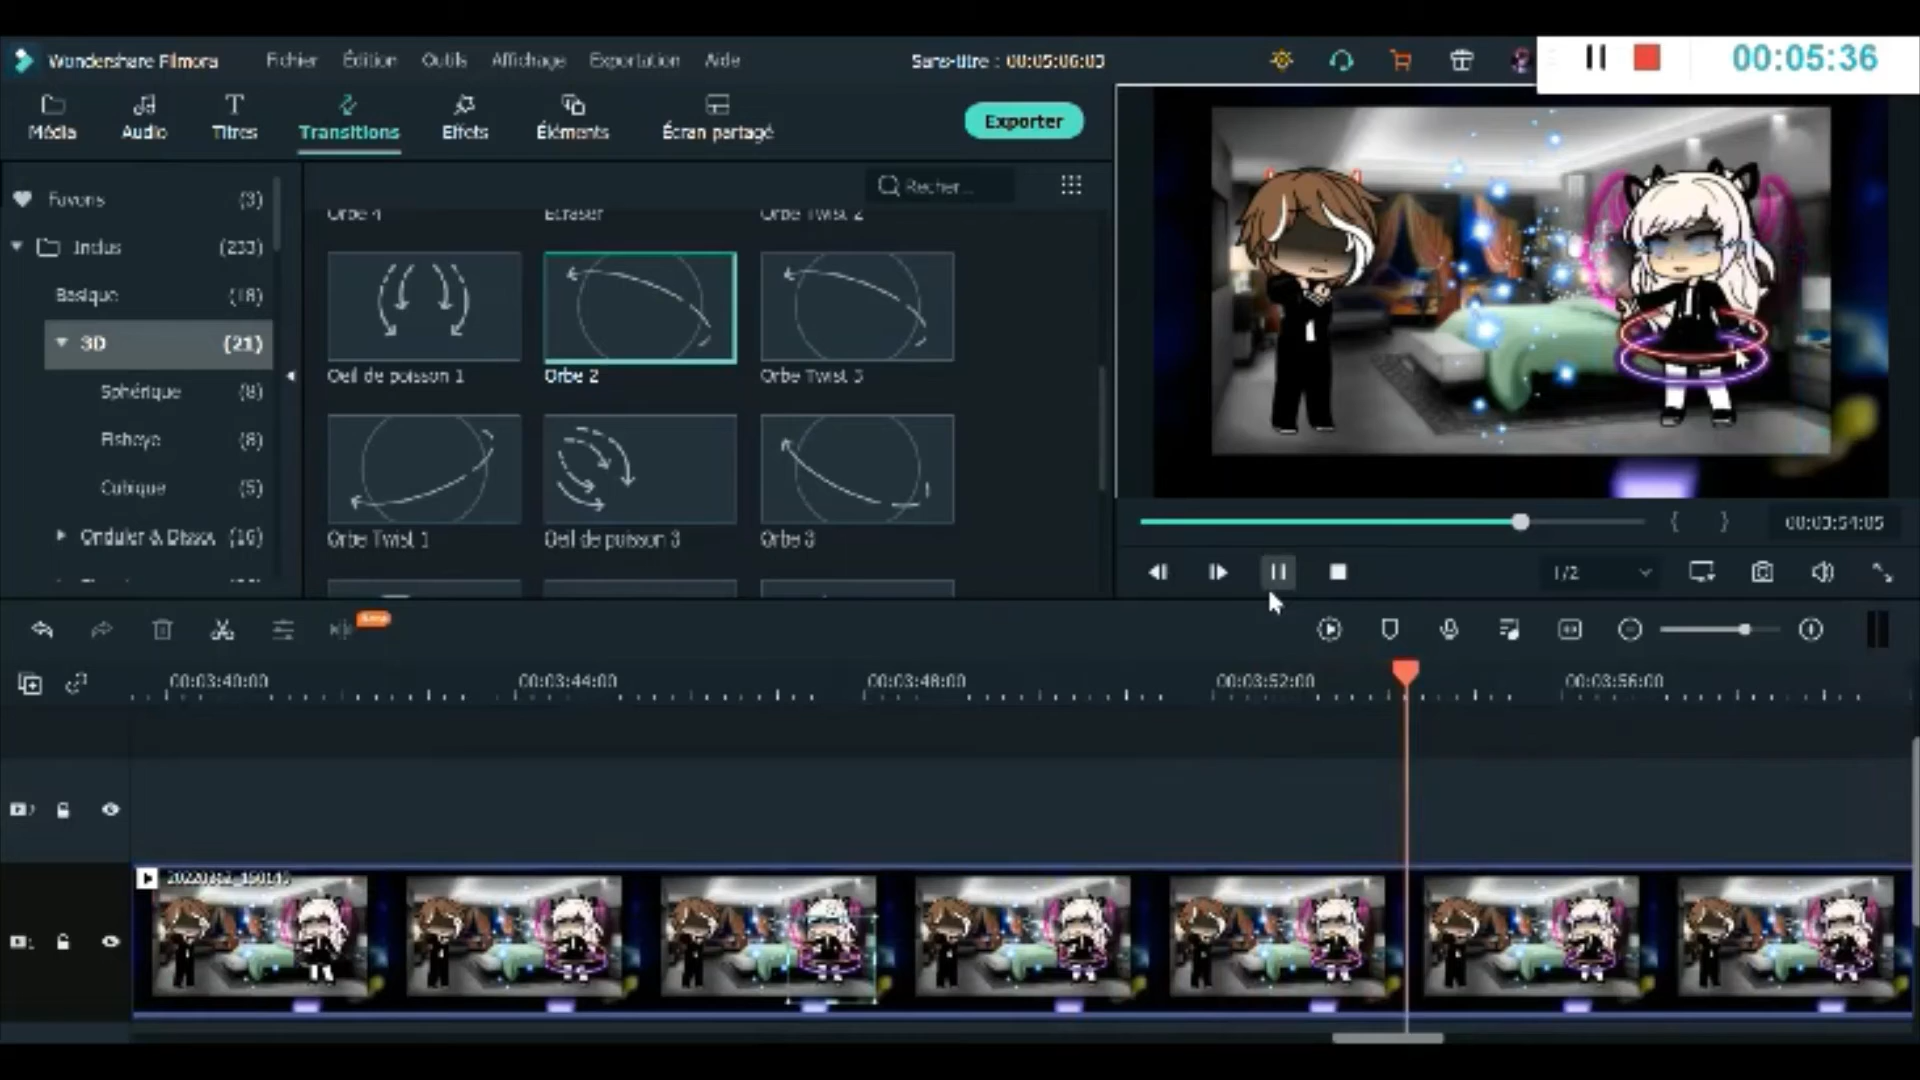 Wondershare Filmora
Fichier Édition Outils Affichage Exportation Aide
Sans-titre : 00:05:06:03
00:05:36
Média Audio Titres Transitions Effets Éléments Écran partagé
Exporter
Favoris (3)
Inclus (233)
Basique (18)
3D (21)
Sphérique (8)
Fisheye (8)
Cubique (5)
Onduler & Dissou (16)
Recher...
Orbe 4 Ecraser Orbe Twist 2
Oeil de poisson 1 Orbe 2 Orbe Twist 3
Orbe Twist 1 Oeil de poisson 3 Orbe 3
00:03:54:05
1/2
00:03:40:00 00:03:44:00 00:03:48:00 00:03:52:00 00:03:56:00